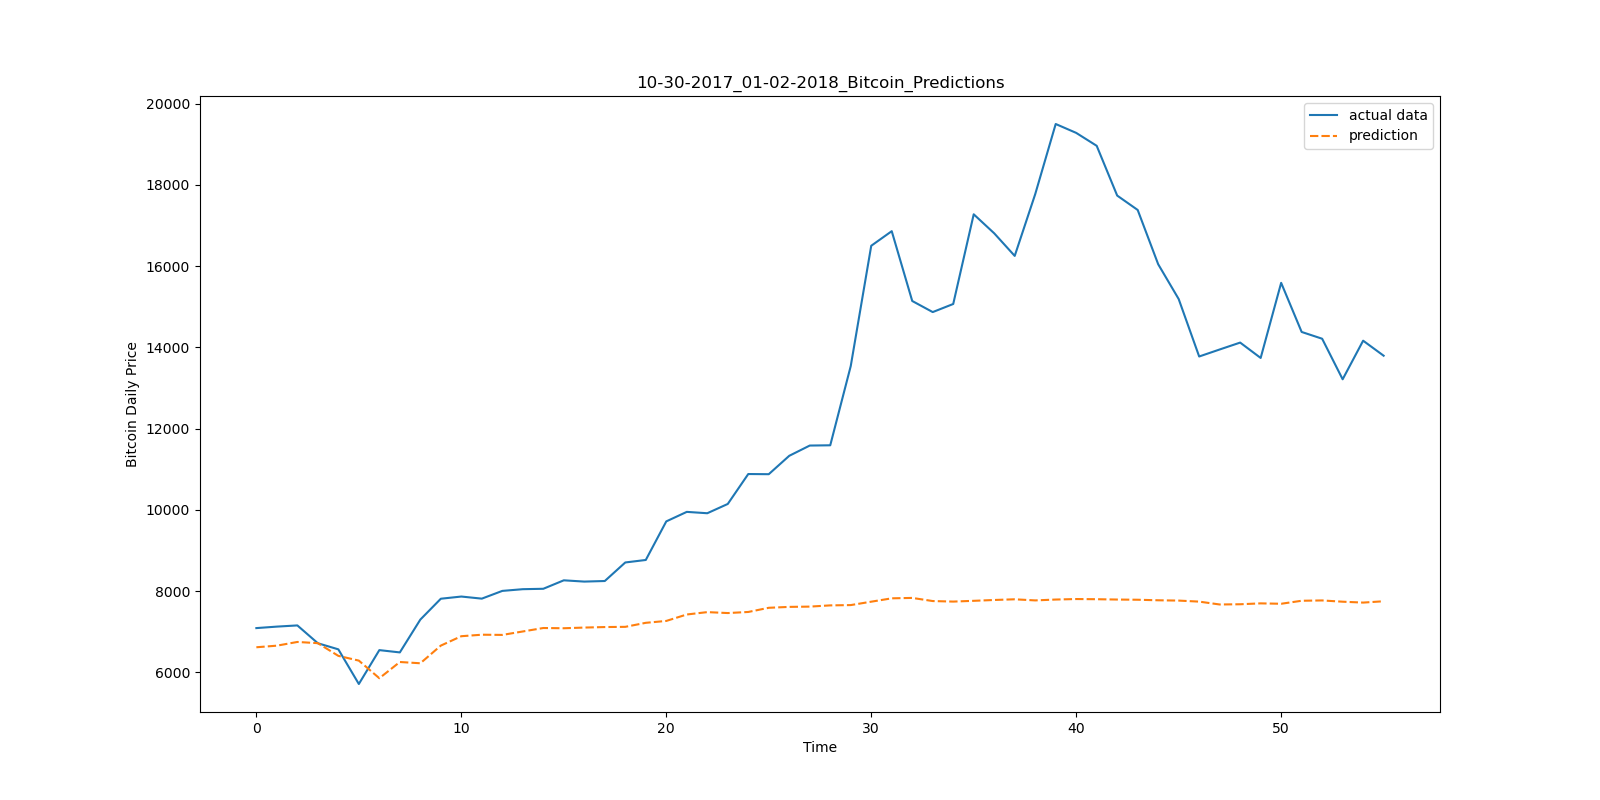 10-30-2017_01-02-2018_Bitcoin_Predictions
actual data
prediction
Bitcoin Daily Price
20000
18000
16000
14000
12000
10000
8000
6000
0 10 20 30 40 50
Time